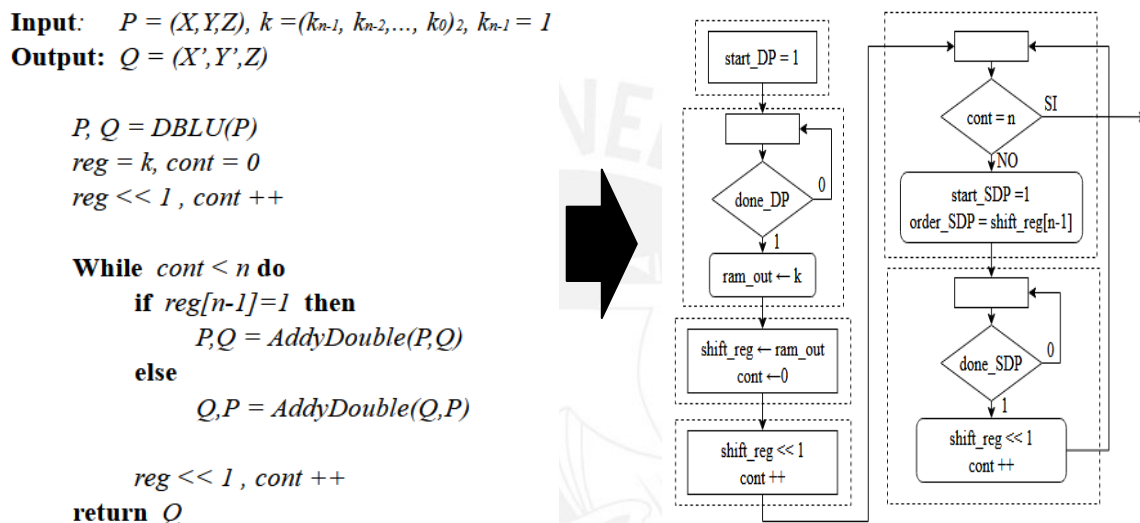 Input: P = (X,Y,Z), k =(kn-1, kn-2,..., k0)2, kn-1 = 1
Output: Q = (X’,Y’,Z)
P, Q = DBLU(P)
reg = k, cont = 0
reg << 1 , cont ++
While cont < n do
if reg[n-1]=1 then
P,Q = AddyDouble(P,Q)
else
Q,P = AddyDouble(Q,P)
reg << 1 , cont ++
return Q
start_DP = 1
done_DP
0
1
ram_out ← k
shift_reg ← ram_out
cont ←0
shift_reg << 1
cont ++
cont = n
SI
NO
start_SDP =1
order_SDP = shift_reg[n-1]
done_SDP
0
1
shift_reg << 1
cont ++